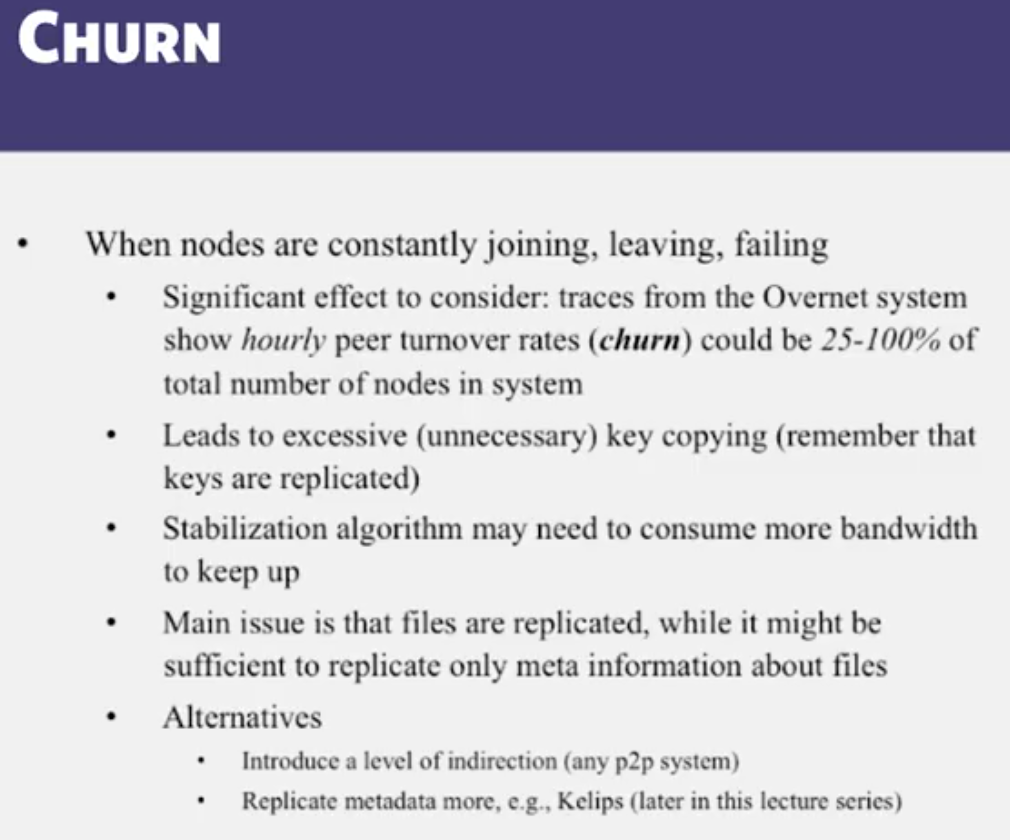 CHURN
• When nodes are constantly joining, leaving, failing
• Significant effect to consider: traces from the Overnet system
show hourly peer turnover rates (churn) could be 25-100% of
total number of nodes in system
• Leads to excessive (unnecessary) key copying (remember that
keys are replicated)
• Stabilization algorithm may need to consume more bandwidth
to keep up
• Main issue is that files are replicated, while it might be
sufficient to replicate only meta information about files
• Alternatives
• Introduce a level of indirection (any p2p system)
• Replicate metadata more, e.g., Kelips (later in this lecture series)